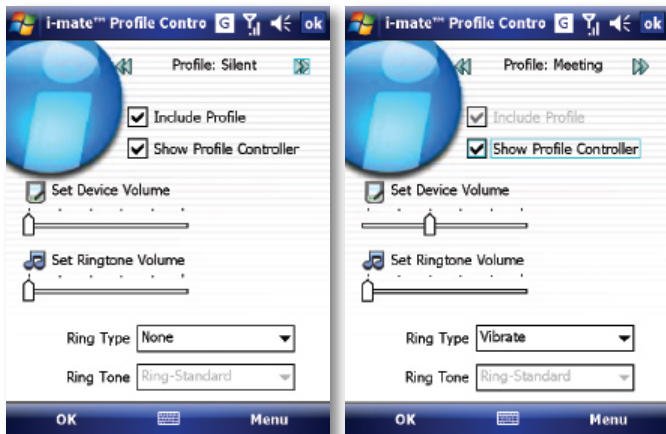 i-mate™ Profile Contro G ok
Profile: Silent
Include Profile
Show Profile Controller
Set Device Volume
Set Ringtone Volume
Ring Type None
Ring Tone Ring-Standard
OK Menu
i-mate™ Profile Contro G ok
Profile: Meeting
Include Profile
Show Profile Controller
Set Device Volume
Set Ringtone Volume
Ring Type Vibrate
Ring Tone Ring-Standard
OK Menu